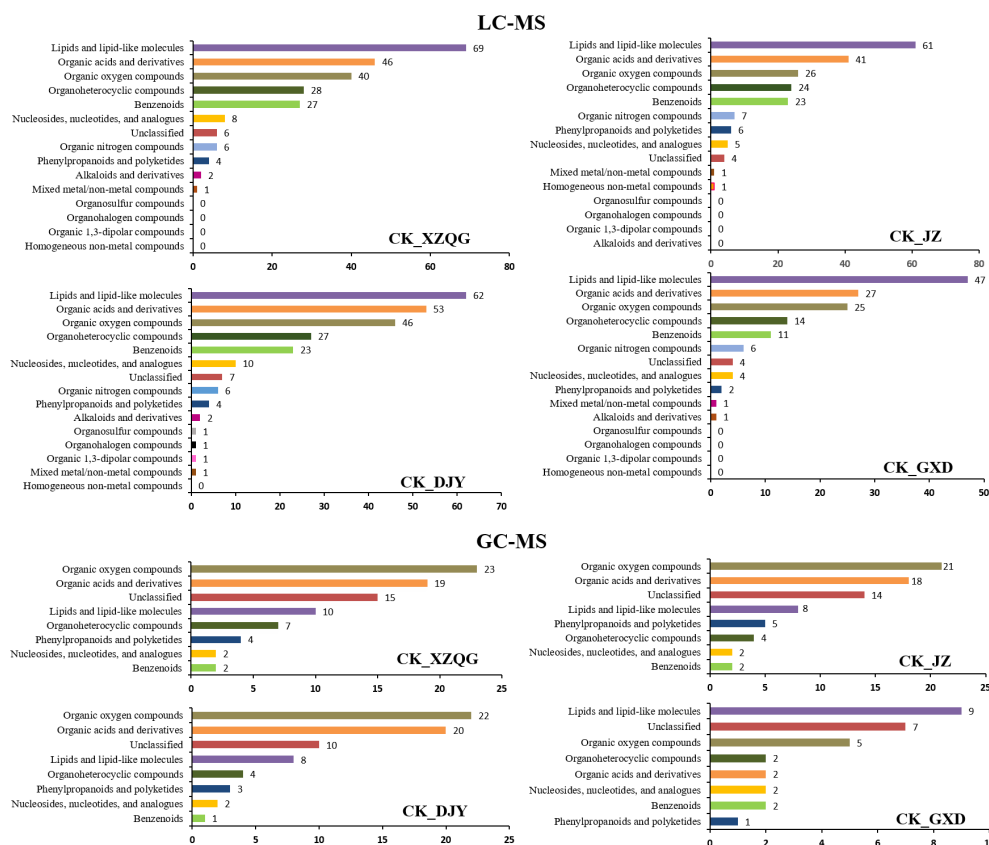 LC-MS
Lipids and lipid-like molecules 69
Organic acids and derivatives 46
Organic oxygen compounds 40
Organoheterocyclic compounds 28
Benzenoids 27
Nucleosides, nucleotides, and analogues 8
Unclassified 6
Organic nitrogen compounds 6
Phenylpropanoids and polyketides 4
Alkaloids and derivatives 2
Mixed metal/non-metal compounds 1
Organosulfur compounds 0
Organohalogen compounds 0
Organic 1,3-dipolar compounds 0
Homogeneous non-metal compounds 0
CK_XZQG
0 20 40 60 80
Lipids and lipid-like molecules 61
Organic acids and derivatives 41
Organic oxygen compounds 26
Organoheterocyclic compounds 24
Benzenoids 23
Organic nitrogen compounds 7
Phenylpropanoids and polyketides 6
Nucleosides, nucleotides, and analogues 5
Unclassified 4
Mixed metal/non-metal compounds 1
Homogeneous non-metal compounds 1
Organosulfur compounds 0
Organohalogen compounds 0
Organic 1,3-dipolar compounds 0
Alkaloids and derivatives 0
CK_JZ
0 20 40 60 80
Lipids and lipid-like molecules 62
Organic acids and derivatives 53
Organic oxygen compounds 46
Organoheterocyclic compounds 27
Benzenoids 23
Nucleosides, nucleotides, and analogues 10
Unclassified 7
Organic nitrogen compounds 6
Phenylpropanoids and polyketides 4
Alkaloids and derivatives 2
Organosulfur compounds 1
Organohalogen compounds 1
Organic 1,3-dipolar compounds 1
Mixed metal/non-metal compounds 1
Homogeneous non-metal compounds 0
CK_DJY
0 10 20 30 40 50 60 70
Lipids and lipid-like molecules 47
Organic acids and derivatives 27
Organic oxygen compounds 25
Organoheterocyclic compounds 14
Benzenoids 11
Organic nitrogen compounds 6
Unclassified 4
Nucleosides, nucleotides, and analogues 4
Phenylpropanoids and polyketides 2
Mixed metal/non-metal compounds 1
Alkaloids and derivatives 1
Organosulfur compounds 0
Organohalogen compounds 0
Organic 1,3-dipolar compounds 0
Homogeneous non-metal compounds 0
CK_GXD
0 10 20 30 40 50
GC-MS
Organic oxygen compounds 23
Organic acids and derivatives 19
Unclassified 15
Lipids and lipid-like molecules 10
Organoheterocyclic compounds 7
Phenylpropanoids and polyketides 4
Nucleosides, nucleotides, and analogues 2
Benzenoids 2
CK_XZQG
0 5 10 15 20 25
Organic oxygen compounds 21
Organic acids and derivatives 18
Unclassified 14
Lipids and lipid-like molecules 8
Phenylpropanoids and polyketides 5
Organoheterocyclic compounds 4
Nucleosides, nucleotides, and analogues 2
Benzenoids 2
CK_JZ
0 5 10 15 20 25
Organic oxygen compounds 22
Organic acids and derivatives 20
Unclassified 10
Lipids and lipid-like molecules 8
Organoheterocyclic compounds 4
Phenylpropanoids and polyketides 3
Nucleosides, nucleotides, and analogues 2
Benzenoids 1
CK_DJY
0 5 10 15 20 25
Lipids and lipid-like molecules 9
Unclassified 7
Organic oxygen compounds 5
Organoheterocyclic compounds 2
Organic acids and derivatives 2
Nucleosides, nucleotides, and analogues 2
Benzenoids 2
Phenylpropanoids and polyketides 1
CK_GXD
0 2 4 6 8